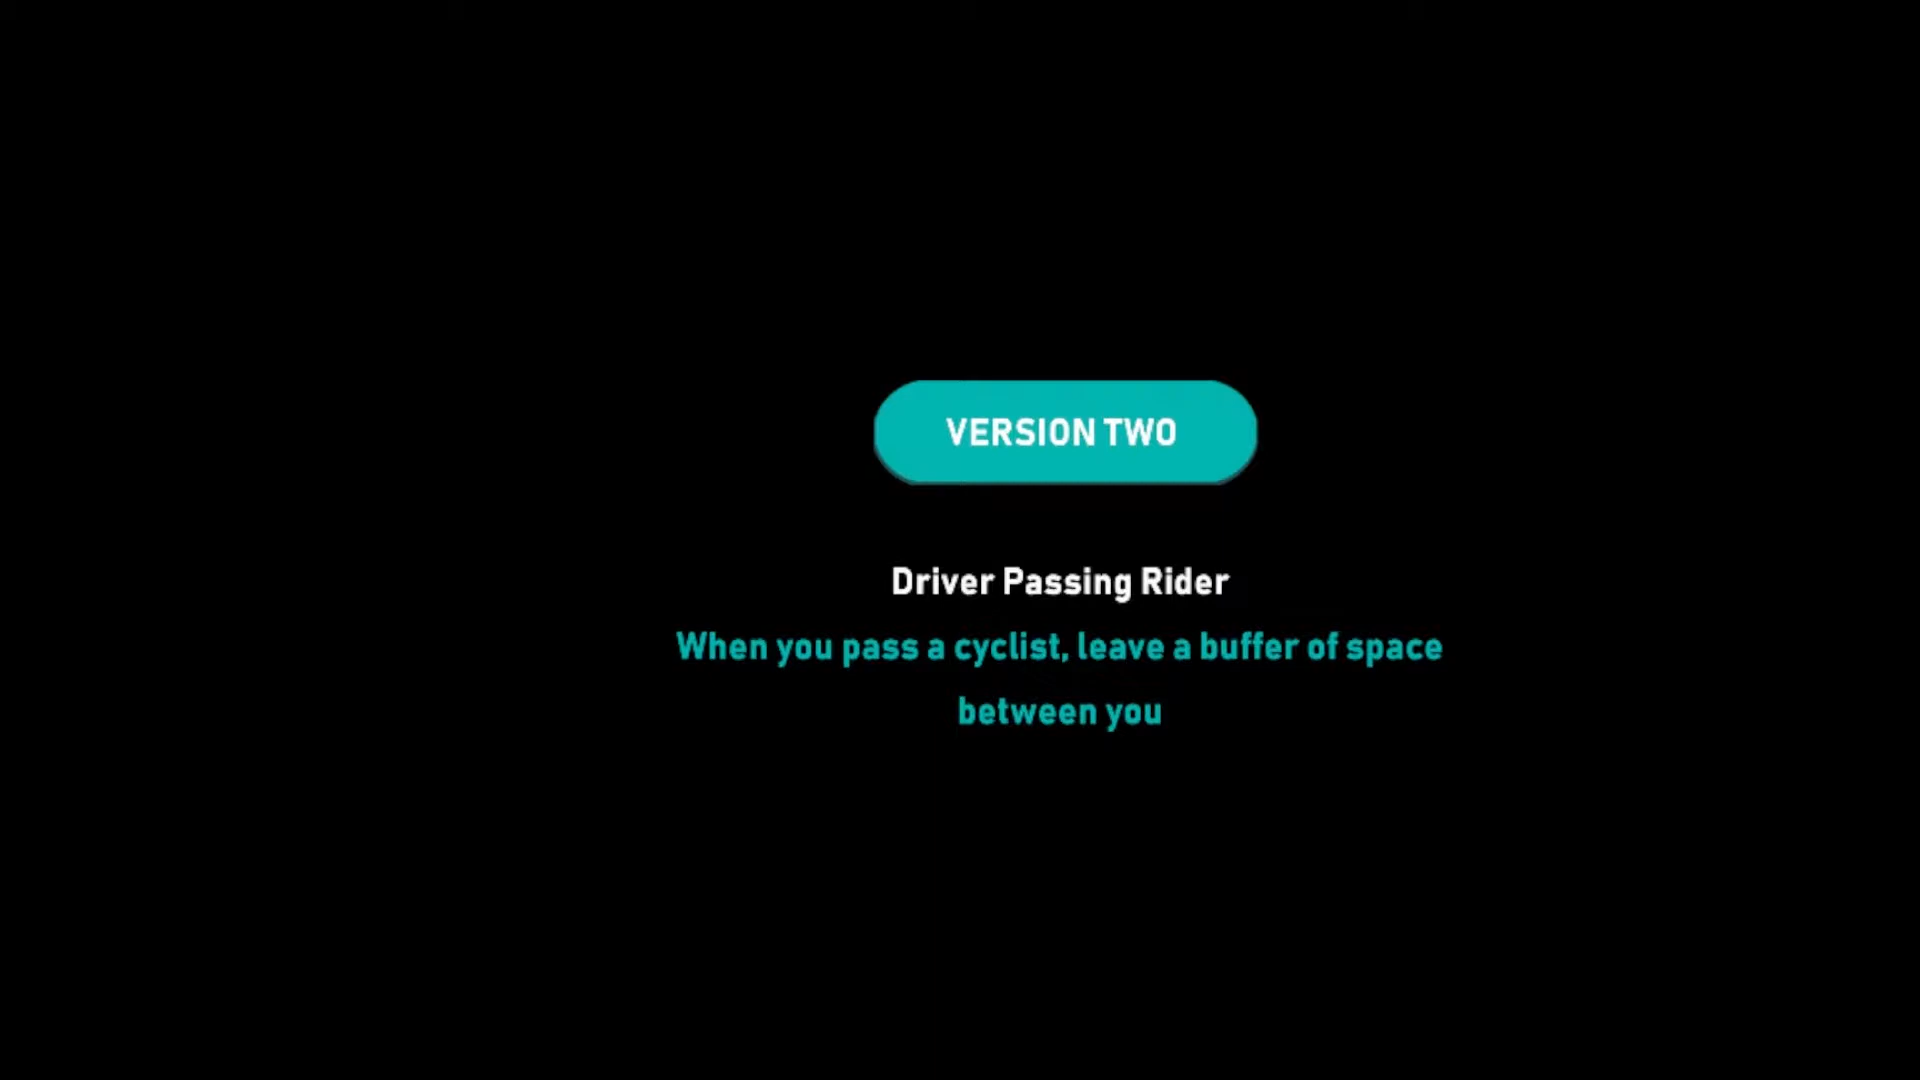 VERSION TWO
Driver Passing Rider
When you pass a cyclist, leave a buffer of space
between you